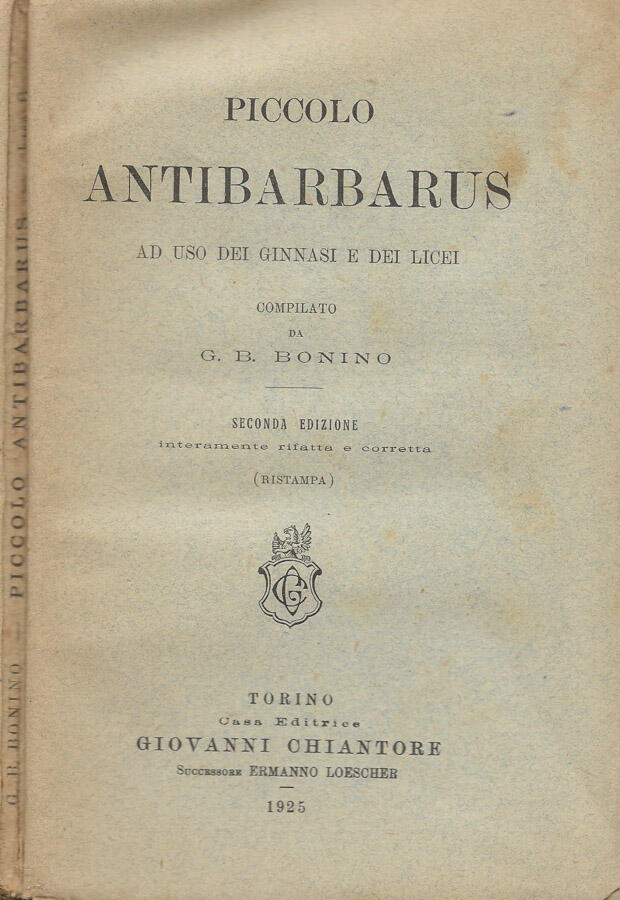 PICCOLO
ANTIBARBARUS
AD USO DEI GINNASI E DEI LICEI
COMPILATO
DA
G. B. BONINO
SECONDA EDIZIONE
interamente rifatta e corretta
(RISTAMPA)
TORINO
Casa Editrice
GIOVANNI CHIANTORE
SUCCESSORE ERMANNO LOESCHER
1925
G. B. BONINO — PICCOLO ANTIBARBARUS